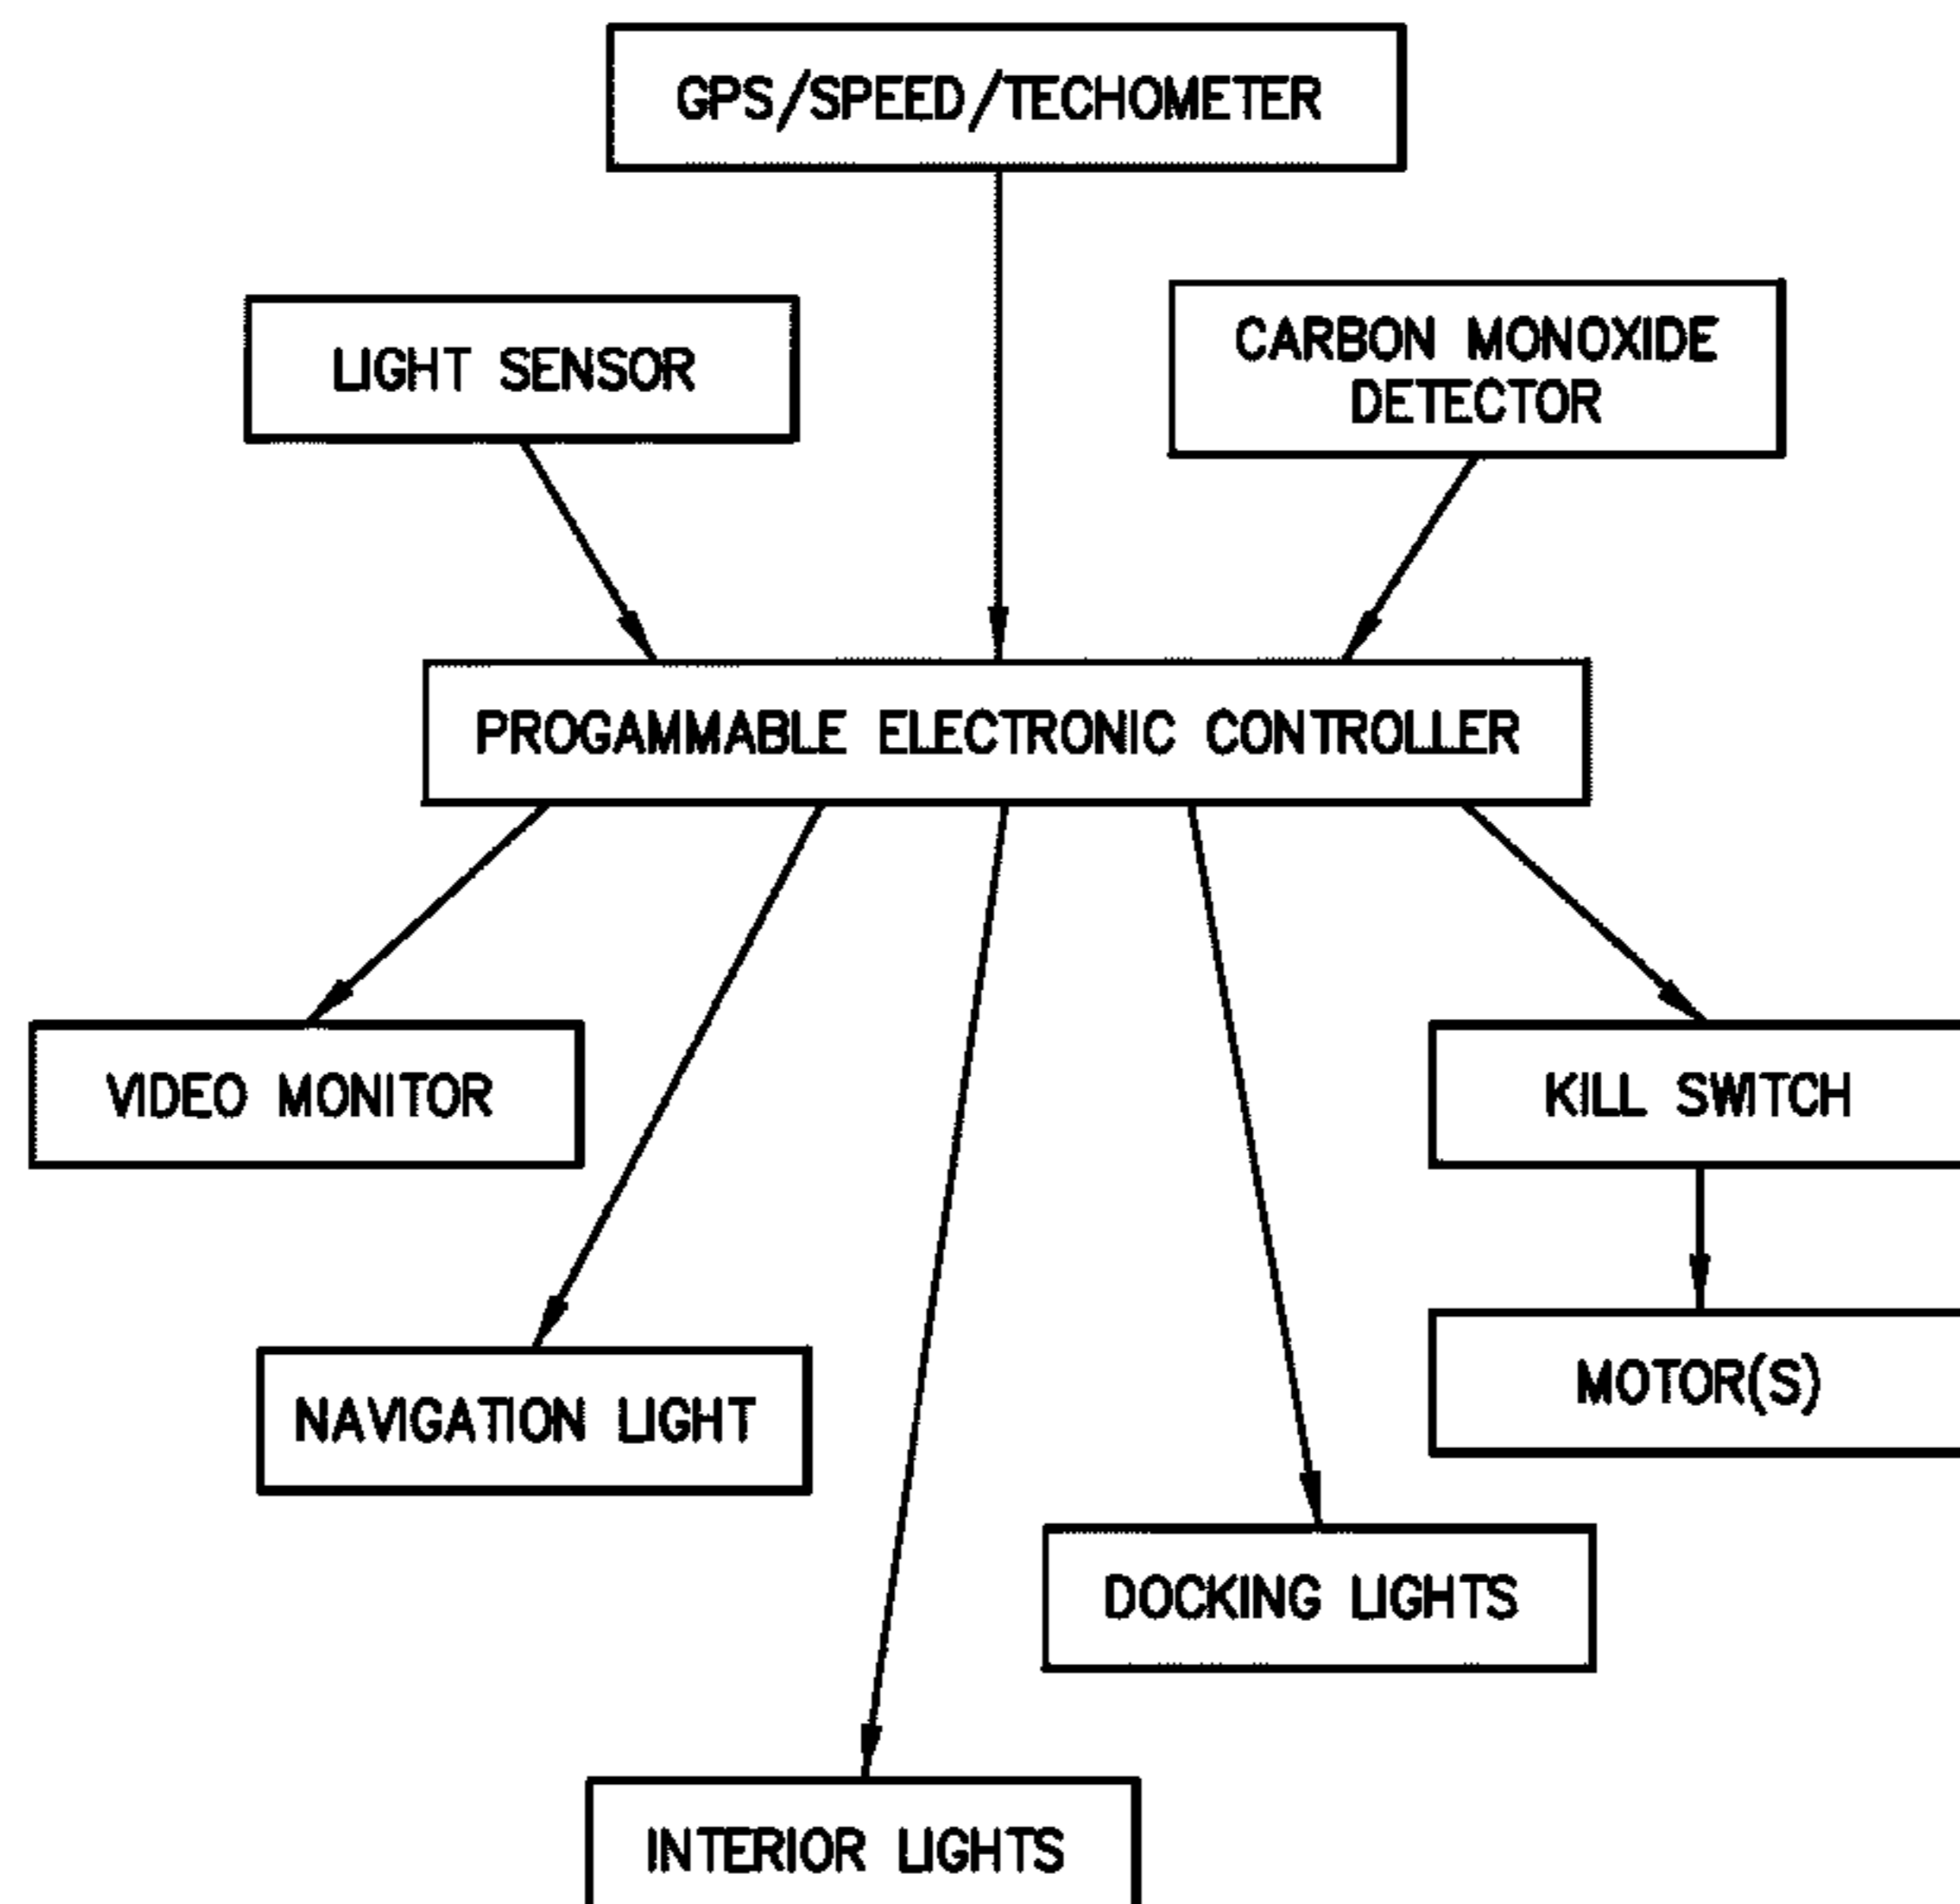 GPS/SPEED/TECHOMETER
LIGHT SENSOR
CARBON MONOXIDE
DETECTOR
PROGAMMABLE ELECTRONIC CONTROLLER
VIDEO MONITOR
KILL SWITCH
NAVIGATION LIGHT
MOTOR(S)
DOCKING LIGHTS
INTERIOR LIGHTS